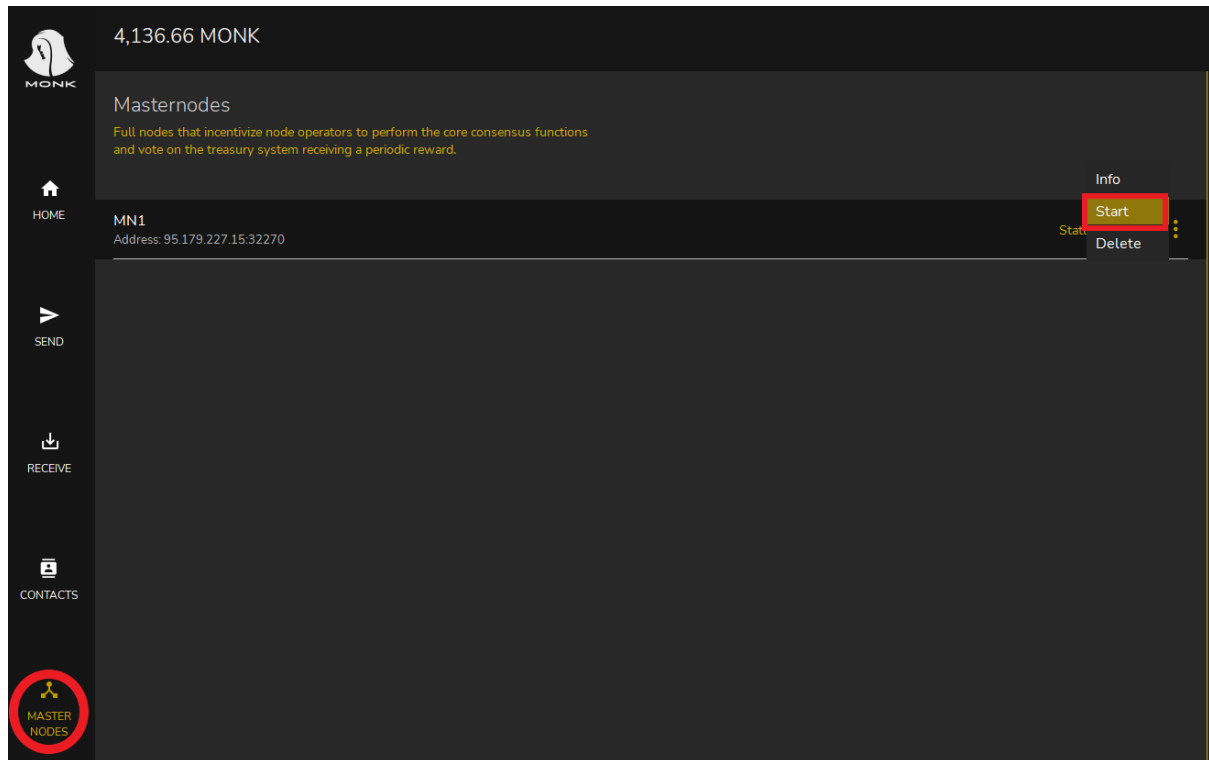 MONK
4,136.66 MONK
Masternodes
Full nodes that incentivize node operators to perform the core consensus functions
and vote on the treasury system receiving a periodic reward.
HOME
MN1
Address: 95.179.227.15:32270
Info
Start
Delete
SEND
RECEIVE
CONTACTS
MASTER
NODES